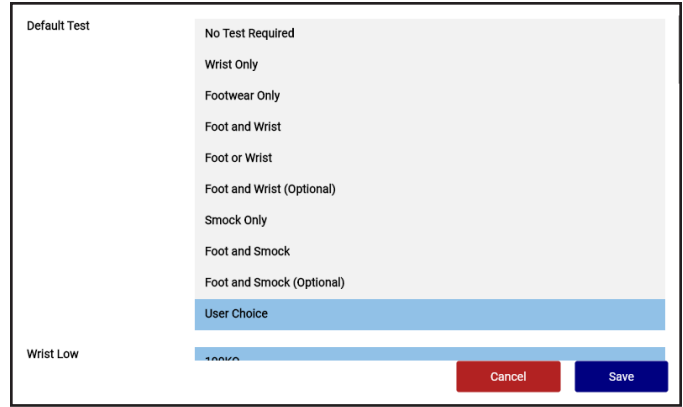 Default Test
No Test Required
Wrist Only
Footwear Only
Foot and Wrist
Foot or Wrist
Foot and Wrist (Optional)
Smock Only
Foot and Smock
Foot and Smock (Optional)
User Choice
Wrist Low
Cancel
Save